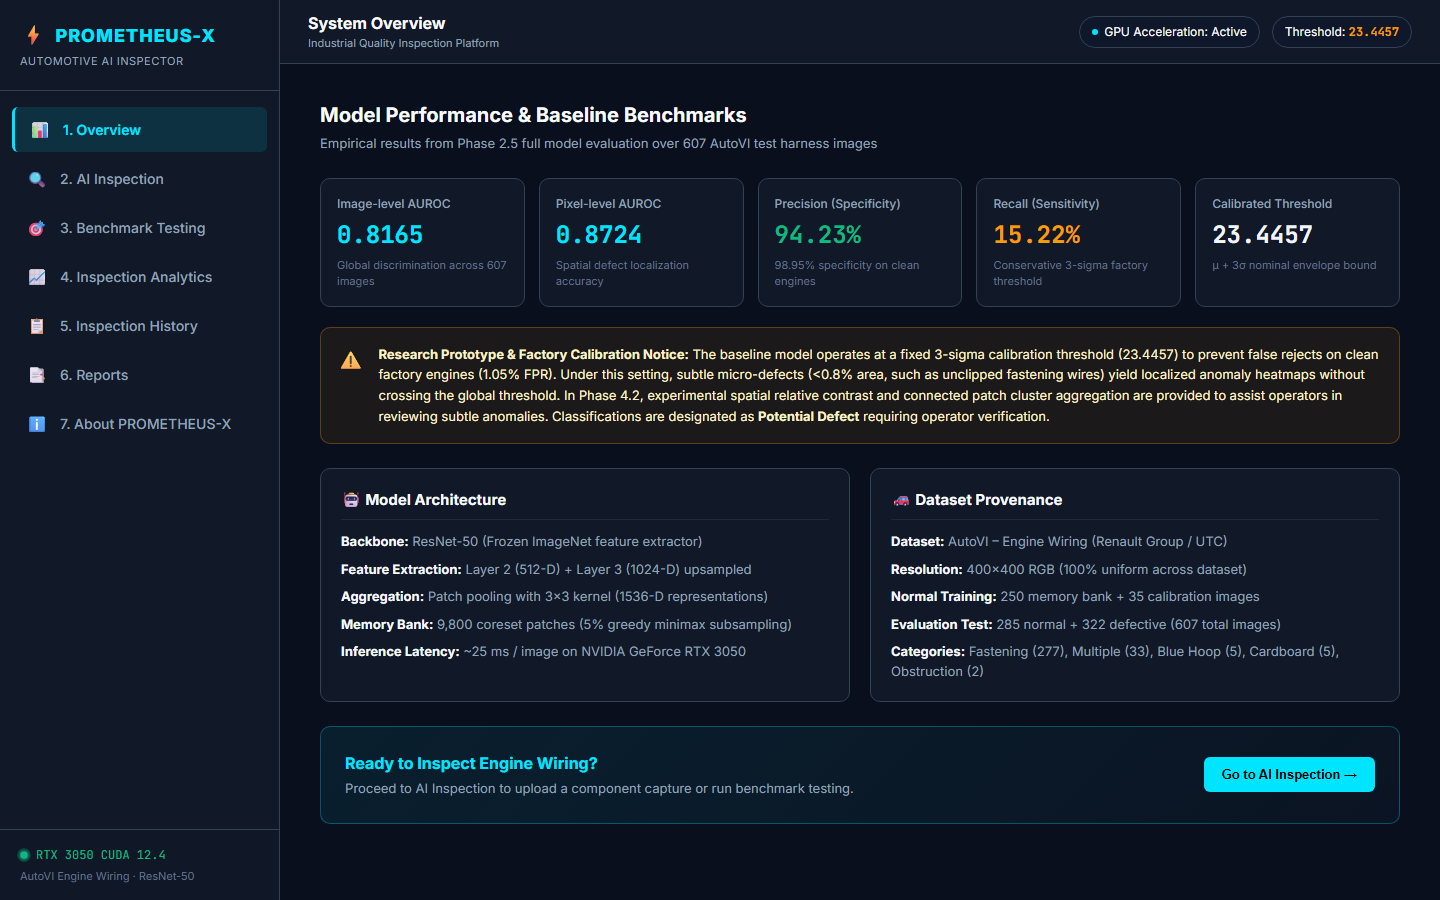 PROMETHEUS-X
AUTOMOTIVE AI INSPECTOR
1. Overview
2. AI Inspection
3. Benchmark Testing
4. Inspection Analytics
5. Inspection History
6. Reports
7. About PROMETHEUS-X
RTX 3050 CUDA 12.4
AutoVI Engine Wiring · ResNet-50
System Overview
Industrial Quality Inspection Platform
GPU Acceleration: Active
Threshold: 23.4457
Model Performance & Baseline Benchmarks
Empirical results from Phase 2.5 full model evaluation over 607 AutoVI test harness images
Image-level AUROC
0.8165
Global discrimination across 607
images
Pixel-level AUROC
0.8724
Spatial defect localization
accuracy
Precision (Specificity)
94.23%
98.95% specificity on clean
engines
Recall (Sensitivity)
15.22%
Conservative 3-sigma factory
threshold
Calibrated Threshold
23.4457
μ + 3σ nominal envelope bound
Research Prototype & Factory Calibration Notice: The baseline model operates at a fixed 3-sigma calibration threshold (23.4457) to prevent false rejects on clean
factory engines (1.05% FPR). Under this setting, subtle micro-defects (<0.8% area, such as unclipped fastening wires) yield localized anomaly heatmaps without
crossing the global threshold. In Phase 4.2, experimental spatial relative contrast and connected patch cluster aggregation are provided to assist operators in
reviewing subtle anomalies. Classifications are designated as Potential Defect requiring operator verification.
Model Architecture
Backbone: ResNet-50 (Frozen ImageNet feature extractor)
Feature Extraction: Layer 2 (512-D) + Layer 3 (1024-D) upsampled
Aggregation: Patch pooling with 3×3 kernel (1536-D representations)
Memory Bank: 9,800 coreset patches (5% greedy minimax subsampling)
Inference Latency: ~25 ms / image on NVIDIA GeForce RTX 3050
Dataset Provenance
Dataset: AutoVI – Engine Wiring (Renault Group / UTC)
Resolution: 400×400 RGB (100% uniform across dataset)
Normal Training: 250 memory bank + 35 calibration images
Evaluation Test: 285 normal + 322 defective (607 total images)
Categories: Fastening (277), Multiple (33), Blue Hoop (5), Cardboard (5),
Obstruction (2)
Ready to Inspect Engine Wiring?
Proceed to AI Inspection to upload a component capture or run benchmark testing.
Go to AI Inspection →